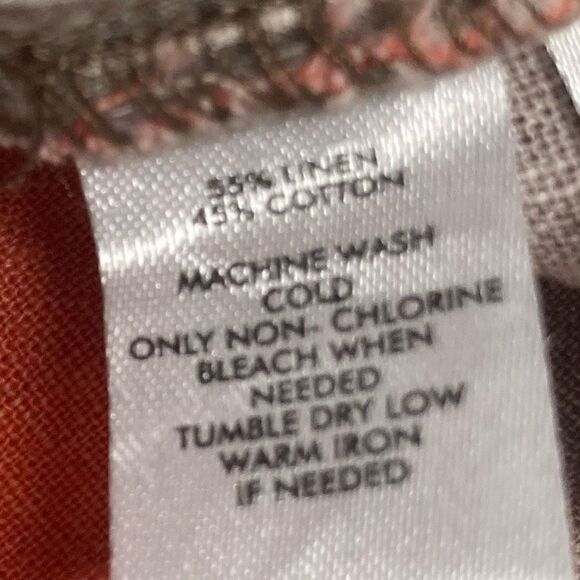 55% LINEN
45% COTTON
MACHINE WASH
COLD
ONLY NON- CHLORINE
BLEACH WHEN
NEEDED
TUMBLE DRY LOW
WARM IRON
IF NEEDED